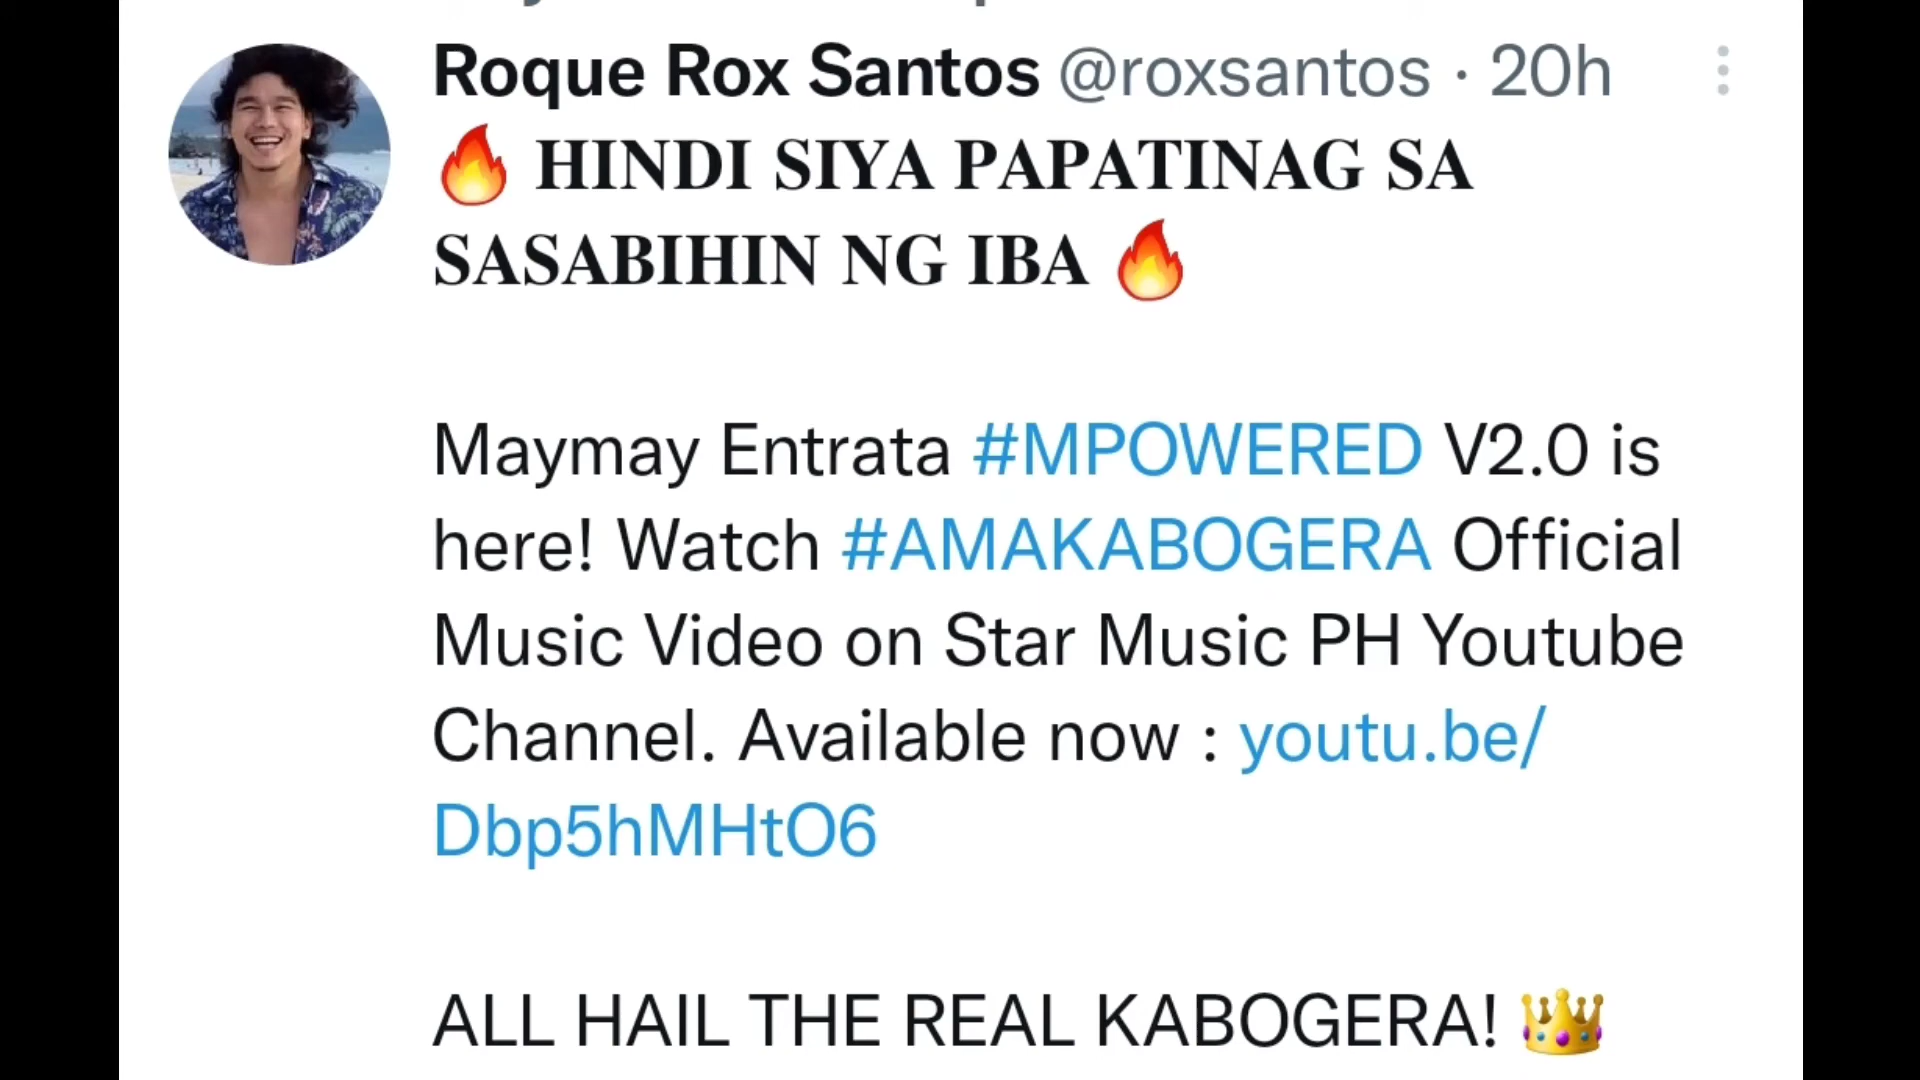 Roque Rox Santos @roxsantos · 20h
🔥 HINDI SIYA PAPATINAG SA
SASABIHIN NG IBA 🔥
Maymay Entrata #MPOWERED V2.0 is
here! Watch #AMAKABOGERA Official
Music Video on Star Music PH Youtube
Channel. Available now : youtu.be/
Dbp5hMHtO6
ALL HAIL THE REAL KABOGERA! 👑